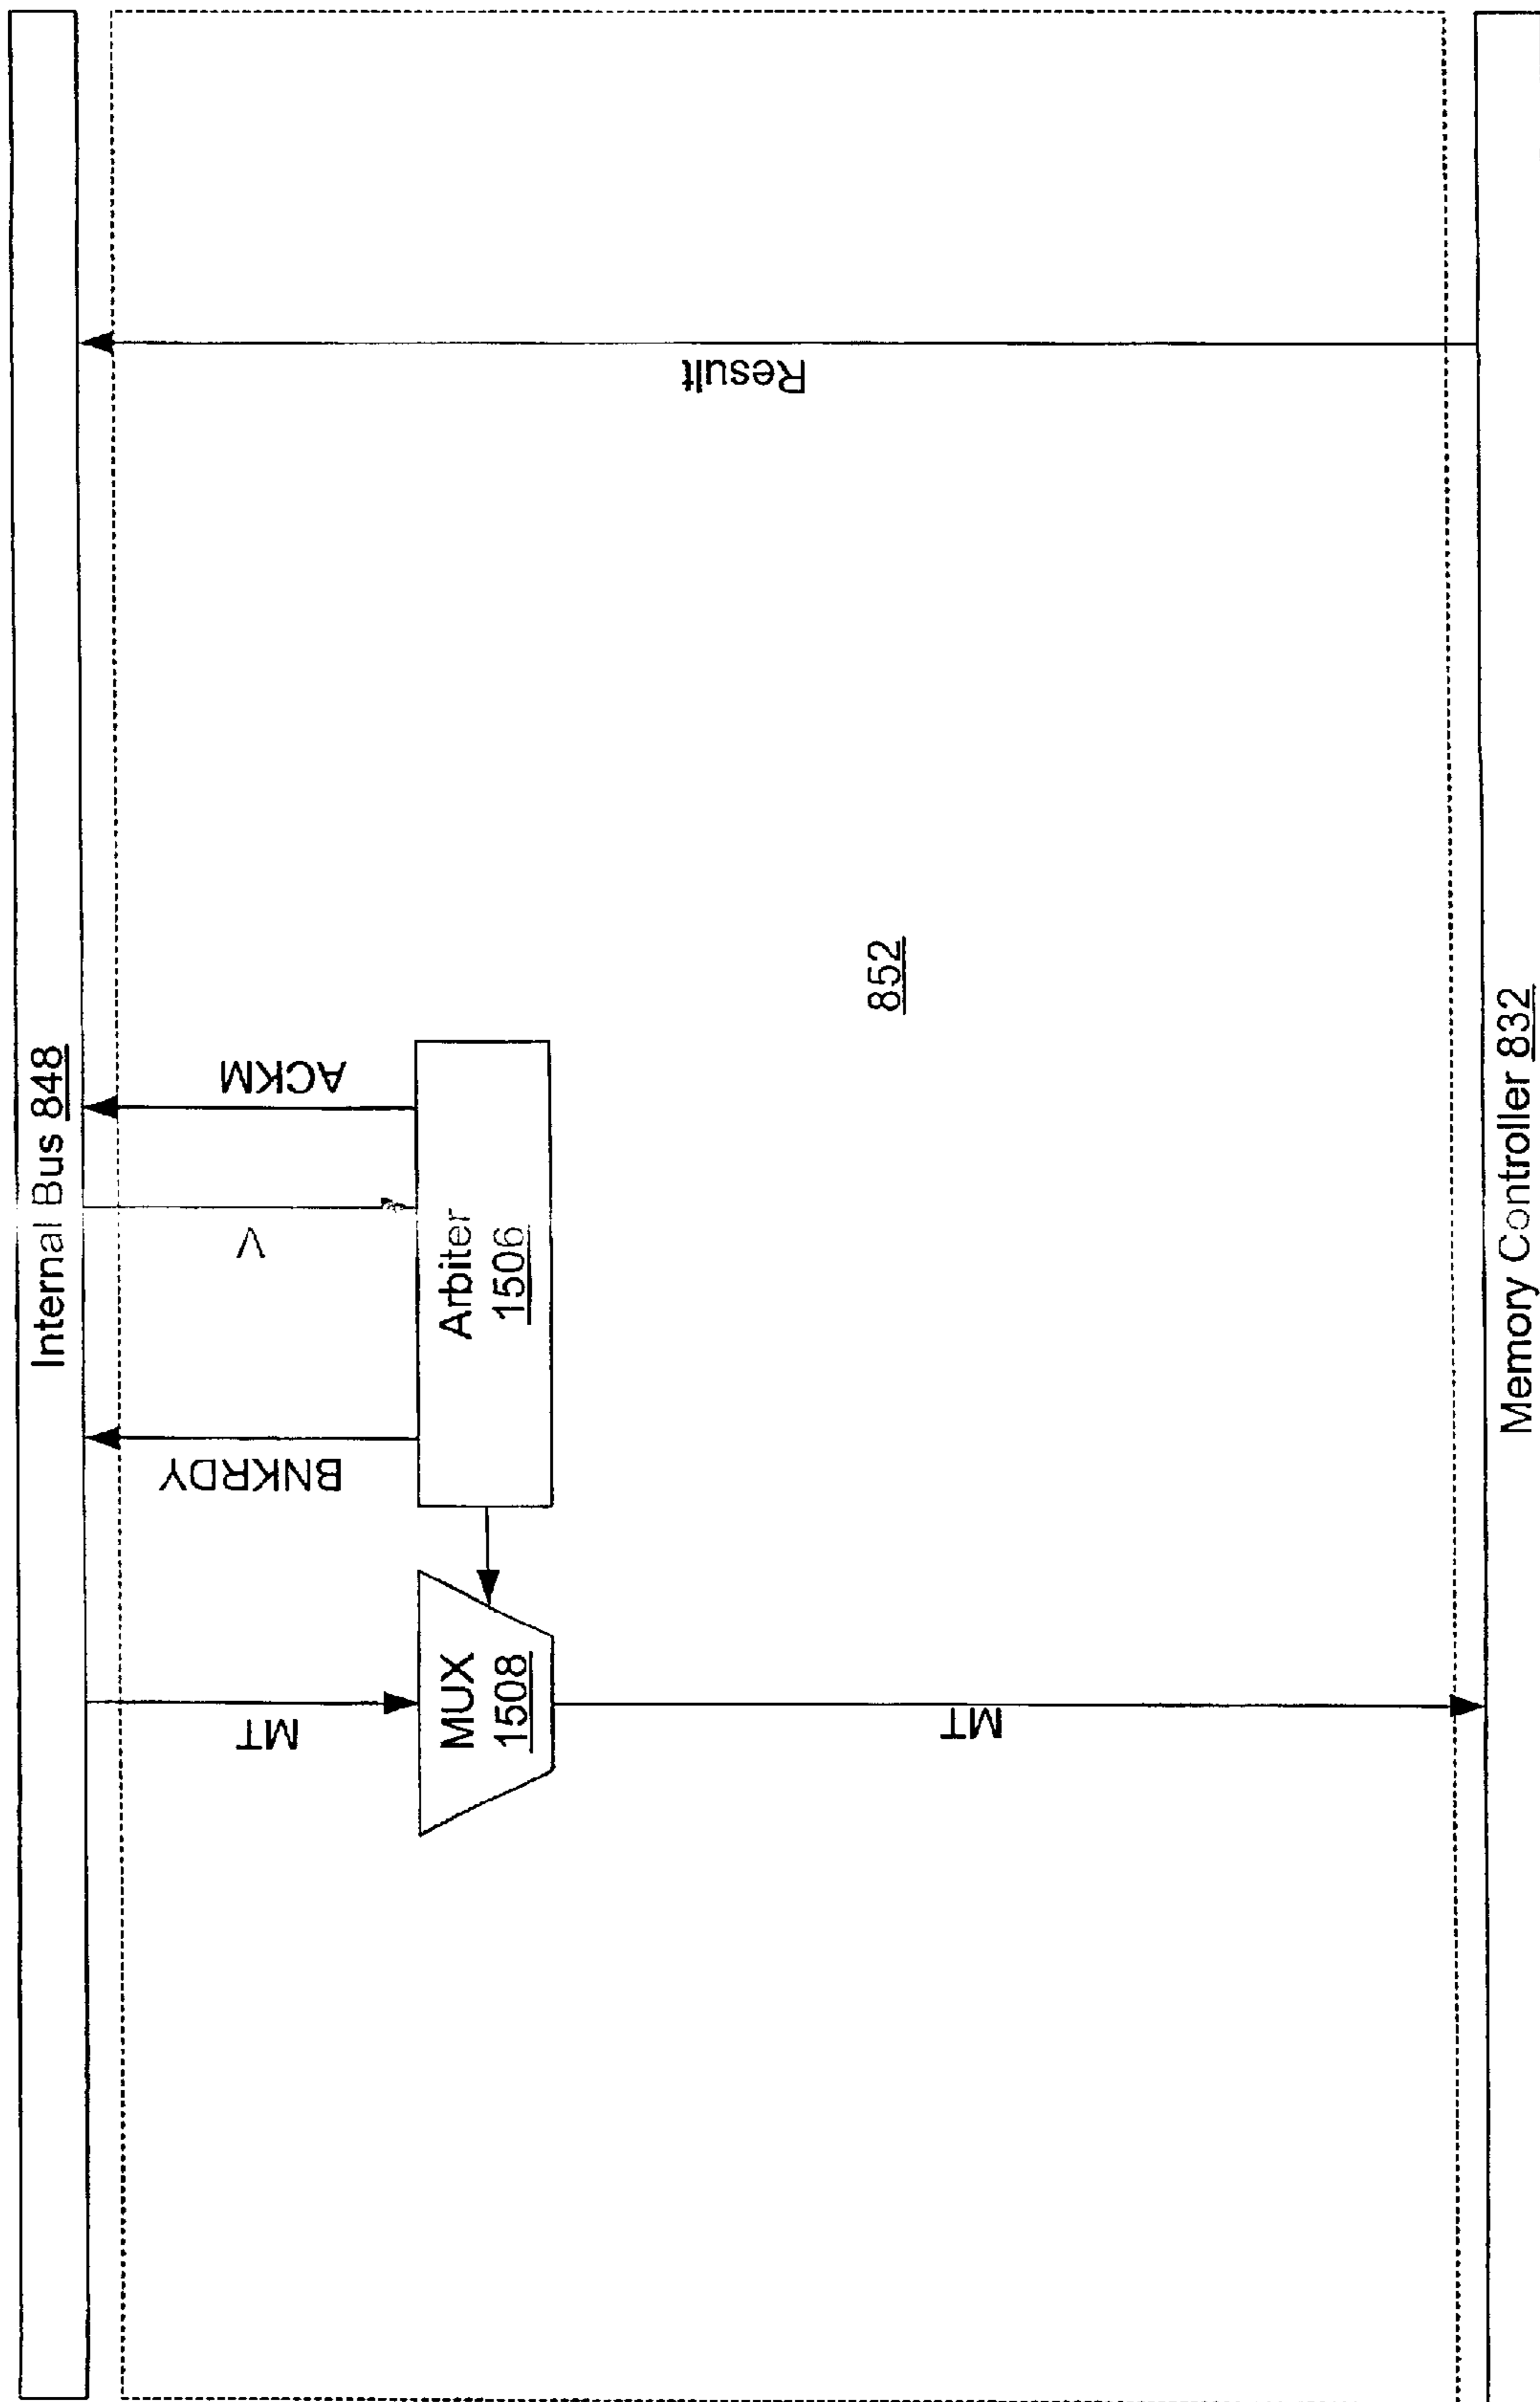 Internal Bus 848
MT
BNKRDY
V
ACKM
Result
MUX
1508
Arbiter
1506
852
MT
Memory Controller 832